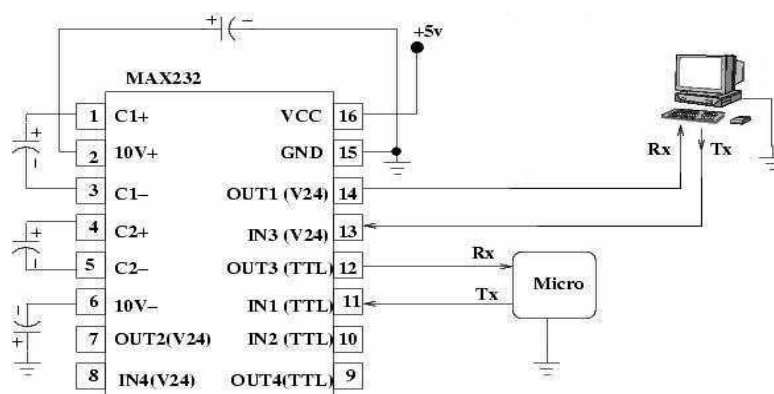 + −
+5v
MAX232
1 C1+ VCC 16
+
−
2 10V+ GND 15
Rx Tx
3 C1− OUT1 (V24) 14
4 C2+ IN3 (V24) 13
+
−
5 C2− OUT3 (TTL) 12 Rx
Micro
6 10V− IN1 (TTL) 11 Tx
−
+
7 OUT2(V24) IN2 (TTL) 10
8 IN4(V24) OUT4(TTL) 9